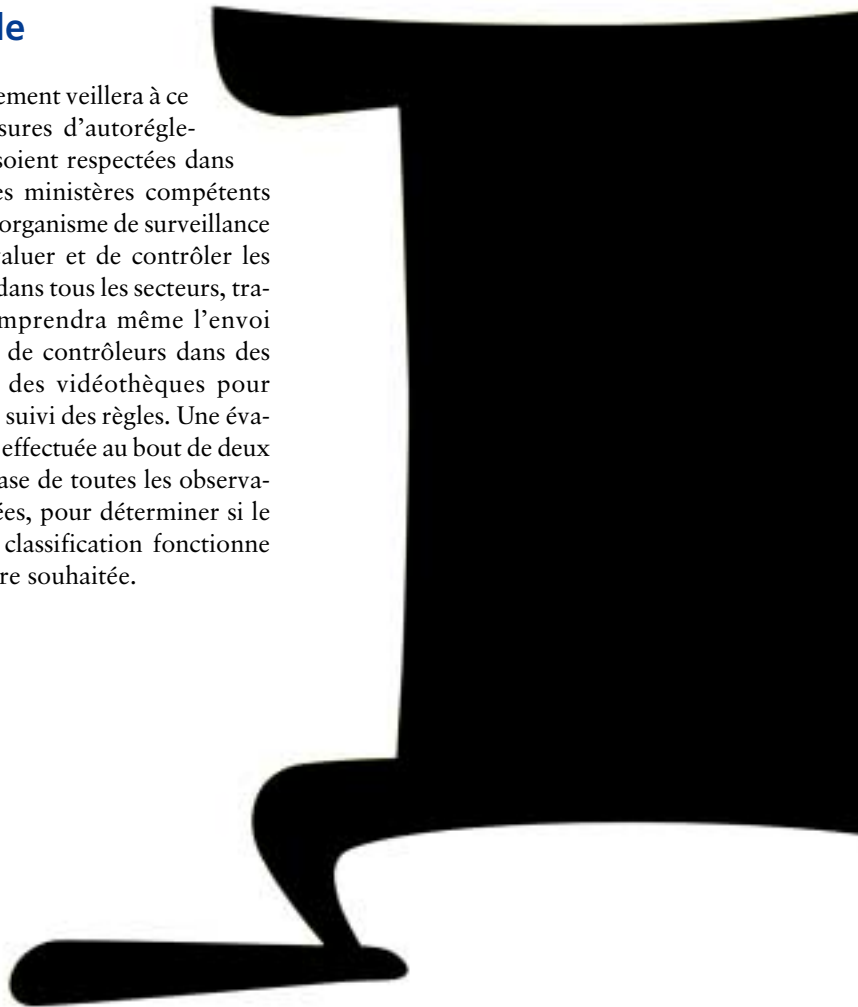 le
ement veillera à ce
sures d'autorégle-
soient respectées dans
es ministères compétents
organisme de surveillance
valuer et de contrôler les
dans tous les secteurs, tra-
mprendra même l'envoi
de contrôleurs dans des
des vidéothèques pour
suivi des règles. Une éva-
effectuée au bout de deux
ase de toutes les observa-
ées, pour déterminer si le
classification fonctionne
re souhaitée.